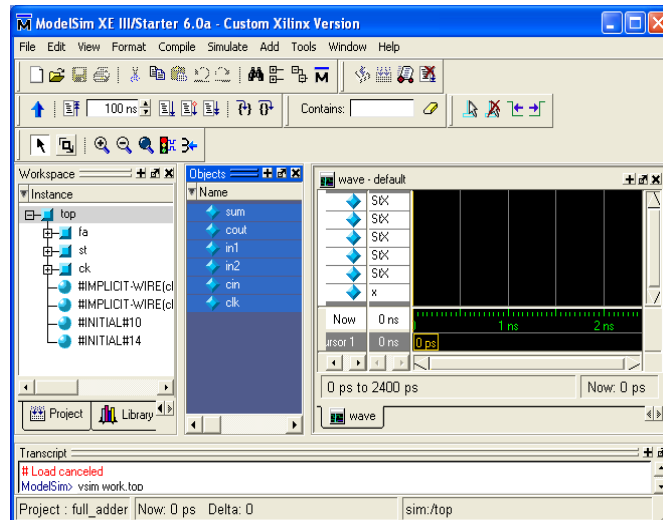 ModelSim XE III/Starter 6.0a - Custom Xilinx Version
File Edit View Format Compile Simulate Add Tools Window Help
100 ns
Contains:
Workspace
Instance
top
fa
st
ck
#IMPLICIT-WIRE(cl
#IMPLICIT-WIRE(cl
#INITIAL#10
#INITIAL#14
Project Library
Objects
Name
sum
cout
in1
in2
cin
clk
wave - default
StX
StX
StX
StX
StX
x
Now 0 ns
ursor 1 0 ns
1 ns 2 ns
0 ps
0 ps to 2400 ps Now: 0 ps
wave
Transcript
# Load canceled
ModelSim> vsim work.top
Project : full_adder Now: 0 ps Delta: 0 sim:/top